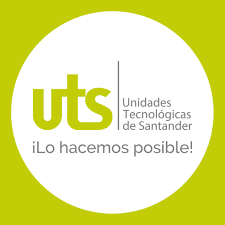 uts
Unidades
Tecnológicas
de Santander
¡Lo hacemos posible!